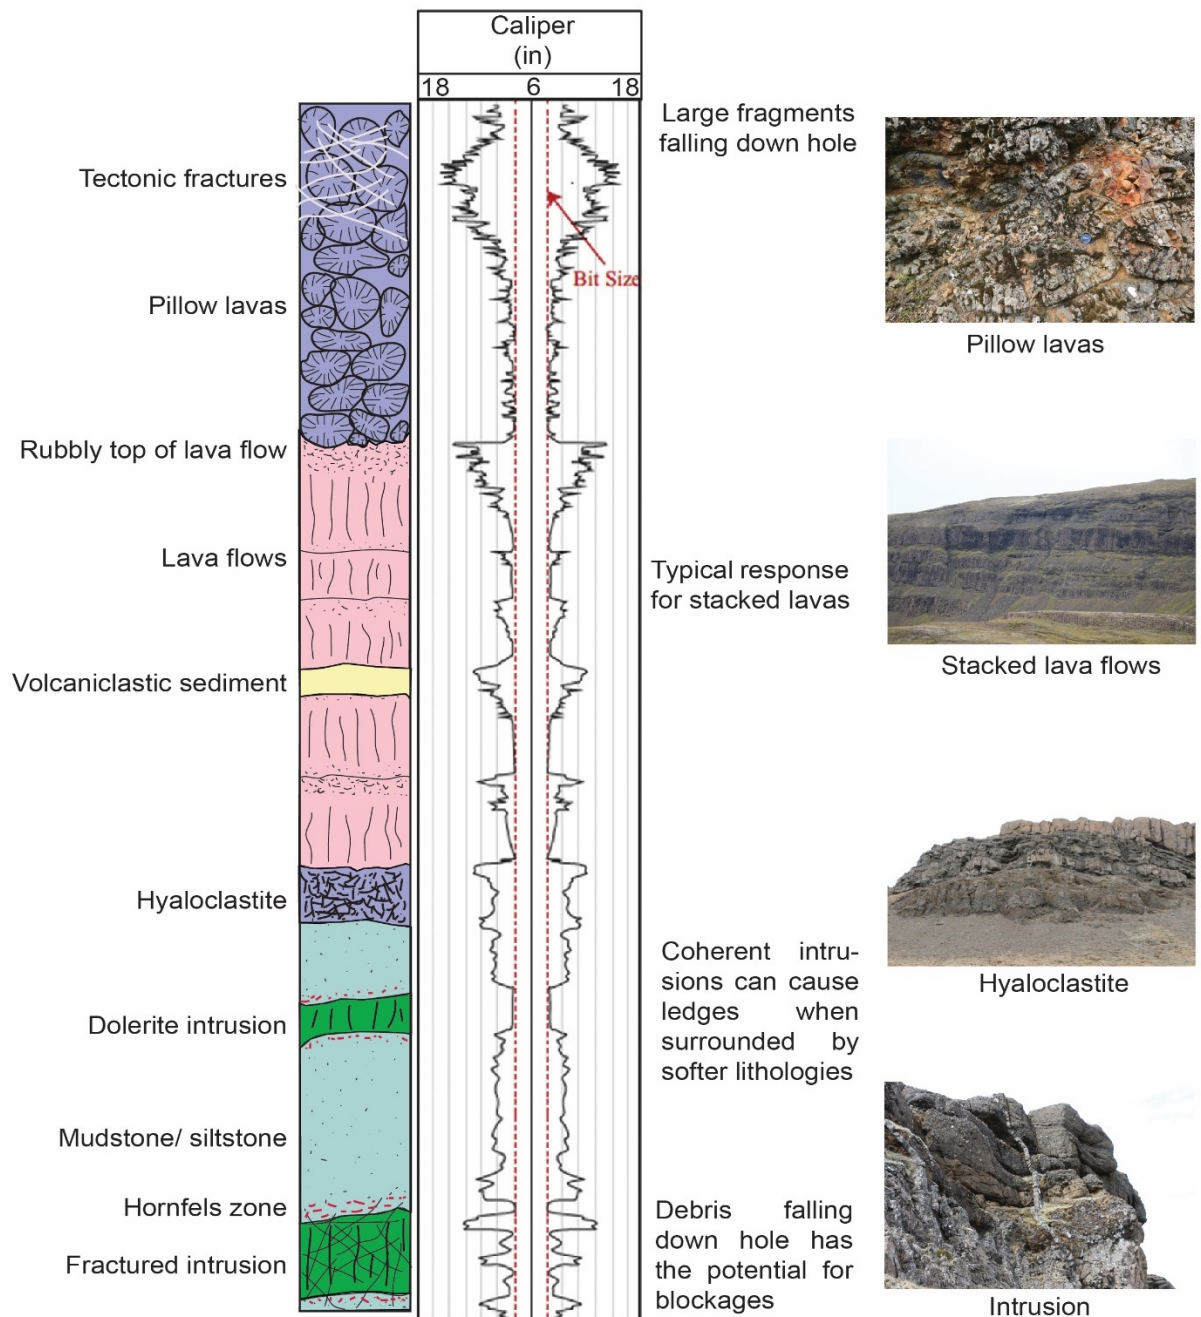 Caliper
(in)
18 6 18
Large fragments
falling down hole
Tectonic fractures
Bit Size
Pillow lavas
Pillow lavas
Rubbly top of lava flow
Lava flows
Typical response
for stacked lavas
Stacked lava flows
Volcaniclastic sediment
Hyaloclastite
Hyaloclastite
Coherent intru-
sions can cause
ledges when
surrounded by
softer lithologies
Dolerite intrusion
Mudstone/ siltstone
Hornfels zone
Fractured intrusion
Debris falling
down hole has
the potential for
blockages
Intrusion